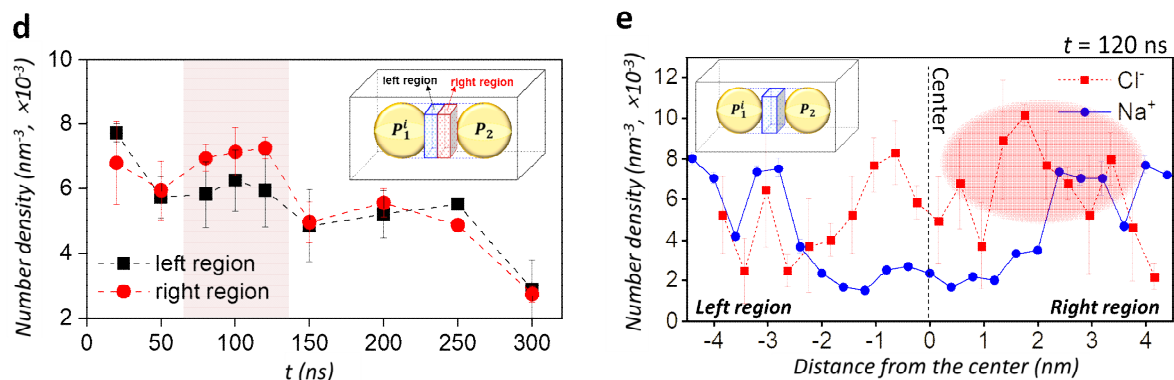 d
Number density (nm⁻³, ×10⁻³)
10
8
6
4
2
0
50
100
150
200
250
300
t (ns)
left region
right region
left region
right region
P₁ⁱ
P₂
e
t = 120 ns
Number density (nm⁻³, ×10⁻³)
12
10
8
6
4
2
0
-4
-3
-2
-1
0
1
2
3
4
Distance from the center (nm)
P₁ⁱ
P₂
Center
Cl⁻
Na⁺
Left region
Right region